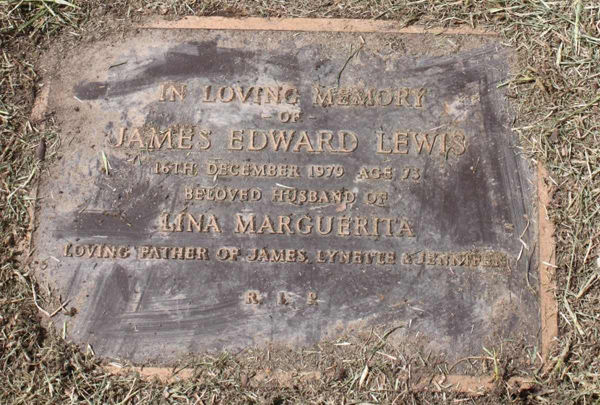 IN LOVING MEMORY
- OF -
JAMES EDWARD LEWIS
16TH. DECEMBER 1979 AGE 73
BELOVED HUSBAND OF
LINA MARGUERITA
LOVING FATHER OF JAMES, LYNETTE & JENNIFER
R.I.P.